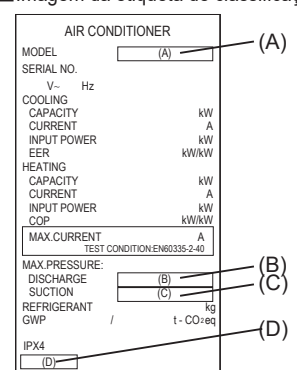 Imagem da etiqueta de classificaç
AIR CONDITIONER
MODEL (A) (A)
SERIAL NO.
V~ Hz
COOLING
CAPACITY kW
CURRENT A
INPUT POWER kW
EER kW/kW
HEATING
CAPACITY kW
CURRENT A
INPUT POWER kW
COP kW/kW
MAX.CURRENT A
TEST CONDITION:EN60335-2-40
MAX.PRESSURE:
DISCHARGE (B) (B)
SUCTION (C) (C)
REFRIGERANT kg
GWP / t - CO2eq
IPX4
(D) (D)